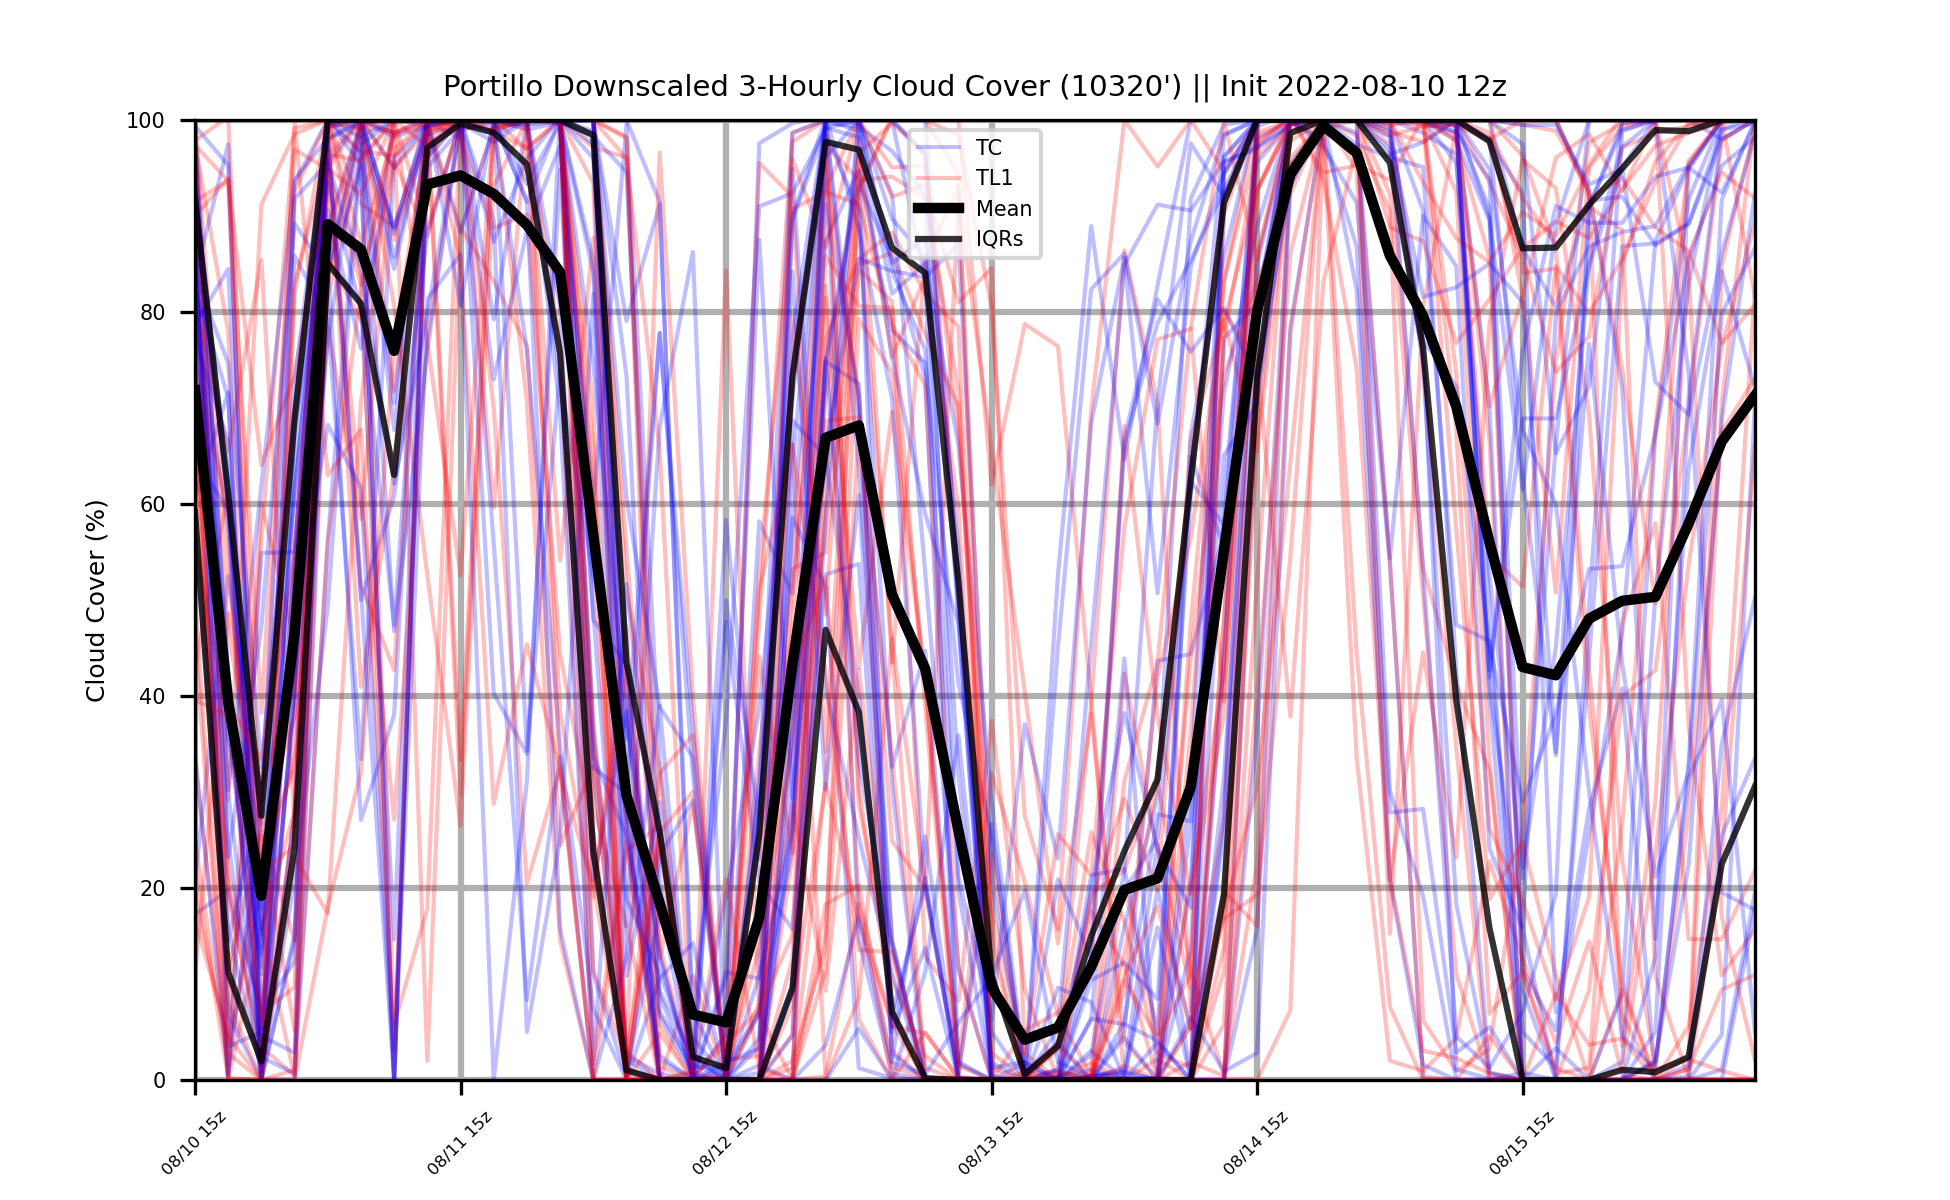 Portillo Downscaled 3-Hourly Cloud Cover (10320') || Init 2022-08-10 12z
100
80
60
40
20
0
Cloud Cover (%)
TC
TL1
Mean
IQRs
08/10 15z
08/11 15z
08/12 15z
08/13 15z
08/14 15z
08/15 15z